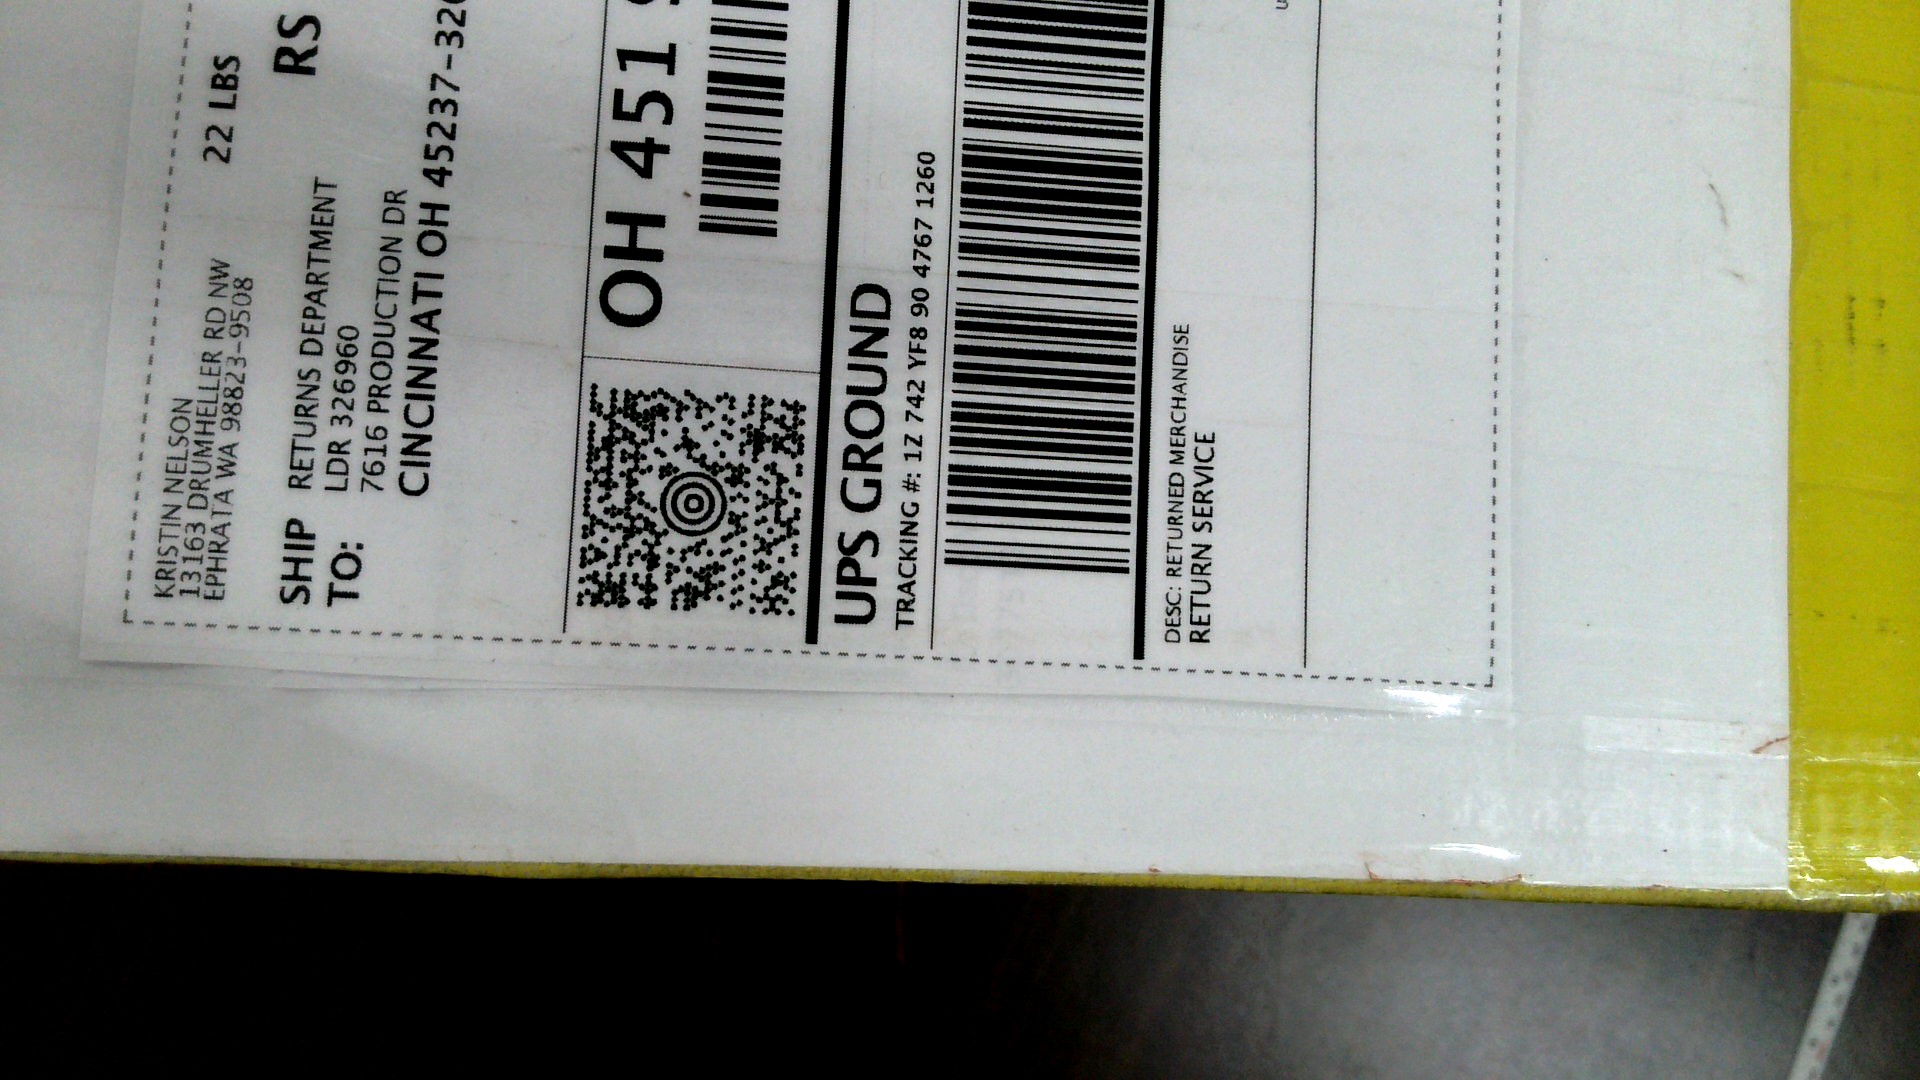 KRISTIN NELSON
13163 DRUMHELLER RD NW
EPHRATA WA 98823-9508
22 LBS
RS
SHIP TO:
RETURNS DEPARTMENT
LDR 326960
7616 PRODUCTION DR
CINCINNATI OH 45237-320
OH 451
UPS GROUND
TRACKING #: 1Z 742 YF8 90 4767 1260
DESC: RETURNED MERCHANDISE
RETURN SERVICE